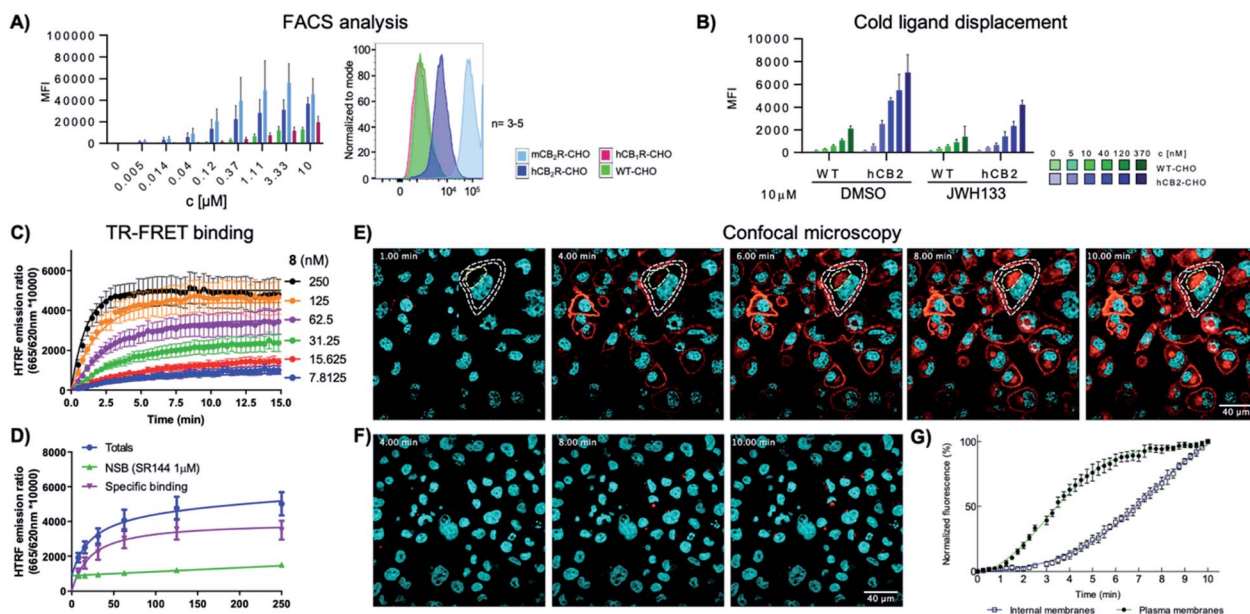 A)
FACS analysis
MFI
100000
80000
60000
40000
20000
0
0
0.005
0.014
0.04
0.12
0.37
1.11
3.33
10
c [µM]
Normalized to mode
100
80
60
40
20
0
0
10⁴
10⁵
n= 3-5
mCB₂R-CHO
hCB₁R-CHO
hCB₂R-CHO
WT-CHO
B)
Cold ligand displacement
MFI
10000
8000
6000
4000
2000
0
WT
hCB2
WT
hCB2
10µM
DMSO
JWH133
0 5 10 40 120 370 c [nM]
WT-CHO
hCB2-CHO
C)
TR-FRET binding
HTRF emission ratio
(665/620nm *10000)
6000
4000
2000
0
0.0 2.5 5.0 7.5 10.0 12.5 15.0
Time (min)
8 (nM)
250
125
62.5
31.25
15.625
7.8125
D)
HTRF emission ratio
(665/620nm *10000)
8000
6000
4000
2000
0
Totals
NSB (SR144 1µM)
Specific binding
0 50 100 150 200 250
E)
Confocal microscopy
1.00 min
4.00 min
6.00 min
8.00 min
10.00 min
40 µm
F)
4.00 min
8.00 min
10.00 min
40 µm
G)
Normalized fluorescence (%)
100
50
0 1 2 3 4 5 6 7 8 9 10
Time (min)
Internal membranes
Plasma membranes